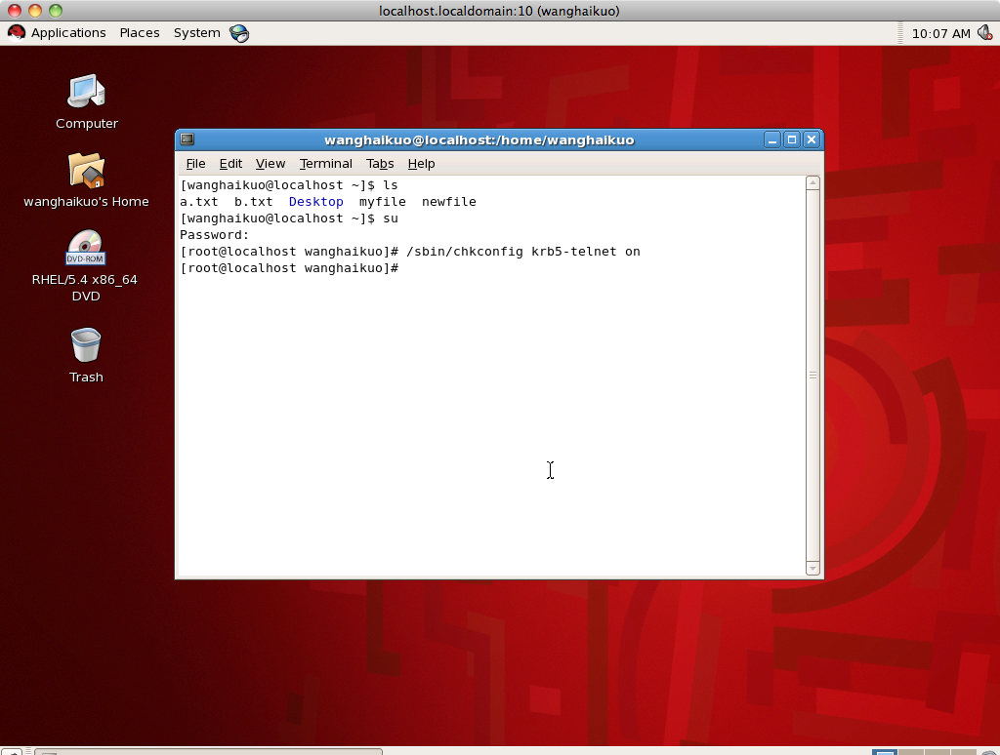 localhost.localdomain:10 (wanghaikuo)
Applications Places System 10:07 AM
Computer
wanghaikuo's Home
DVD-ROM
RHEL/5.4 x86_64
DVD
Trash
wanghaikuo@localhost:/home/wanghaikuo
File Edit View Terminal Tabs Help
[wanghaikuo@localhost ~]$ ls
a.txt b.txt Desktop myfile newfile
[wanghaikuo@localhost ~]$ su
Password:
[root@localhost wanghaikuo]# /sbin/chkconfig krb5-telnet on
[root@localhost wanghaikuo]#